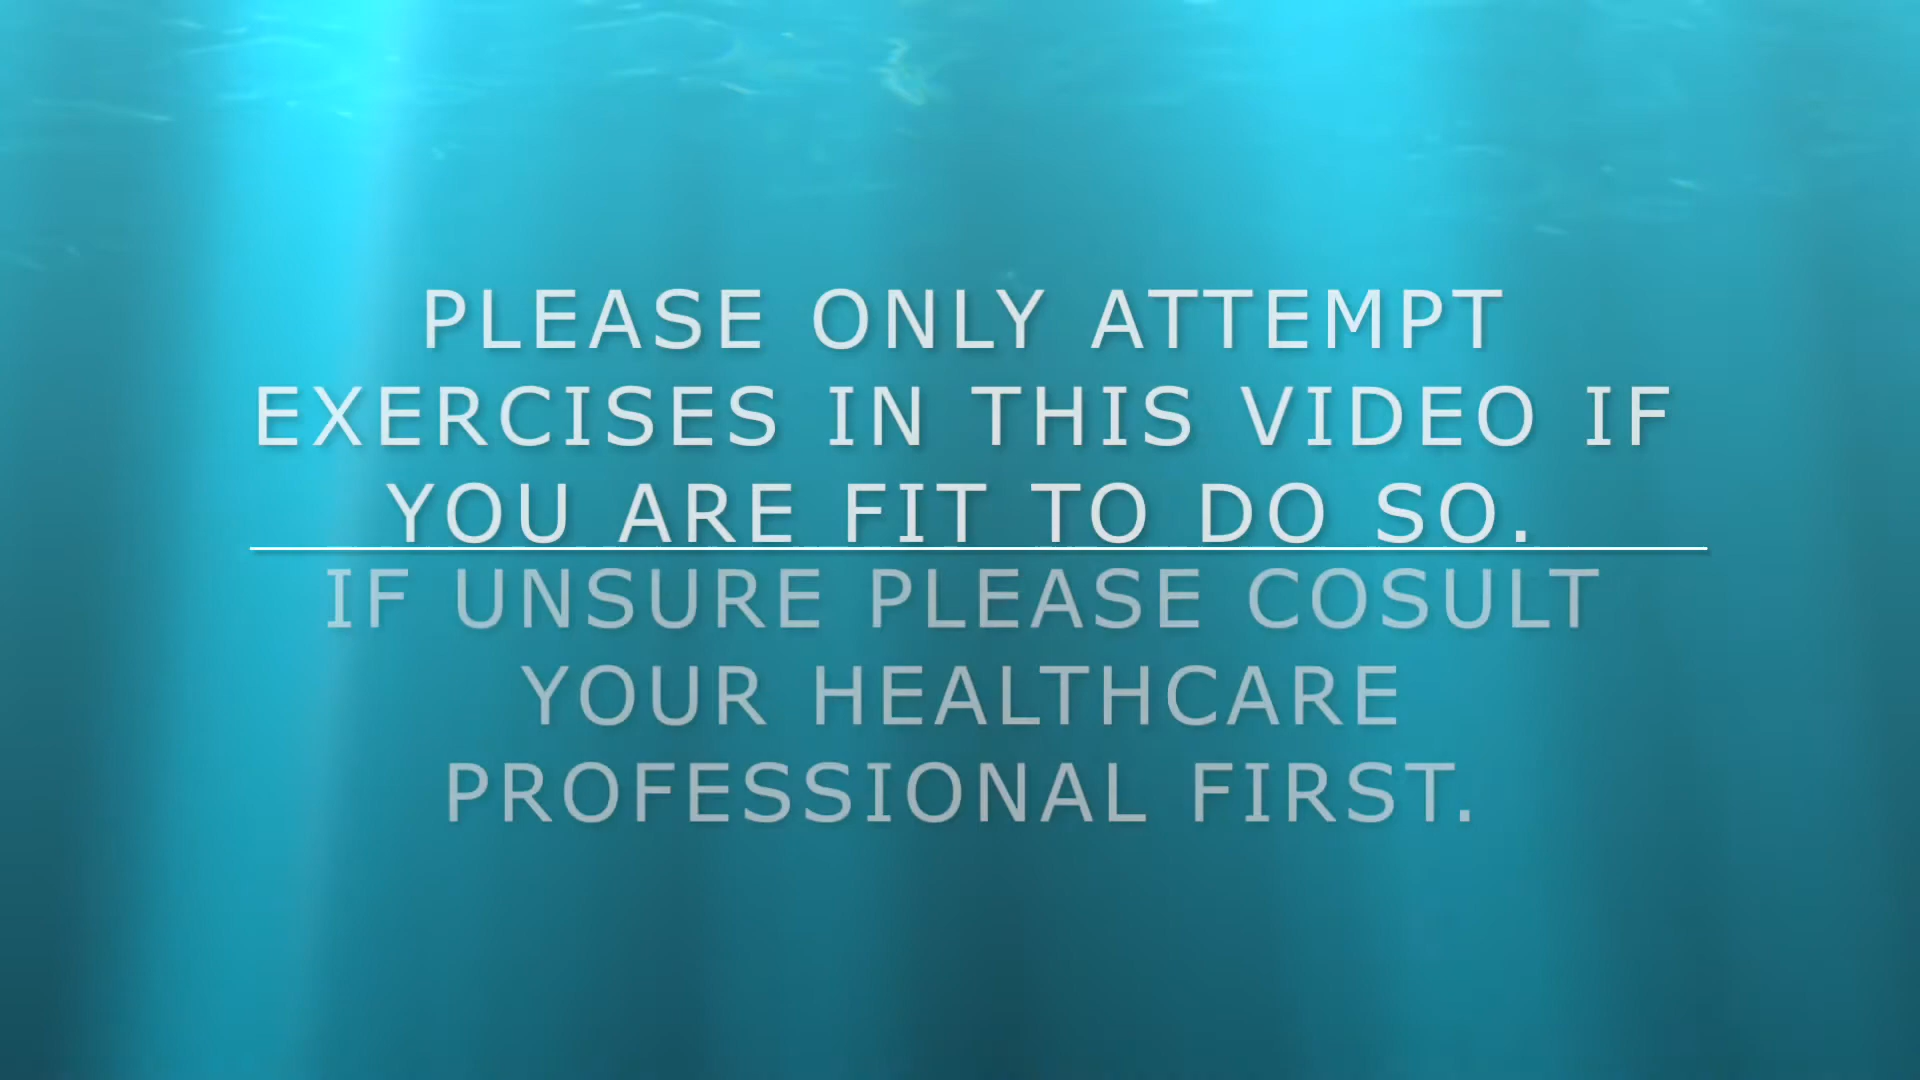 PLEASE ONLY ATTEMPT
EXERCISES IN THIS VIDEO IF
YOU ARE FIT TO DO SO.
IF UNSURE PLEASE COSULT
YOUR HEALTHCARE
PROFESSIONAL FIRST.